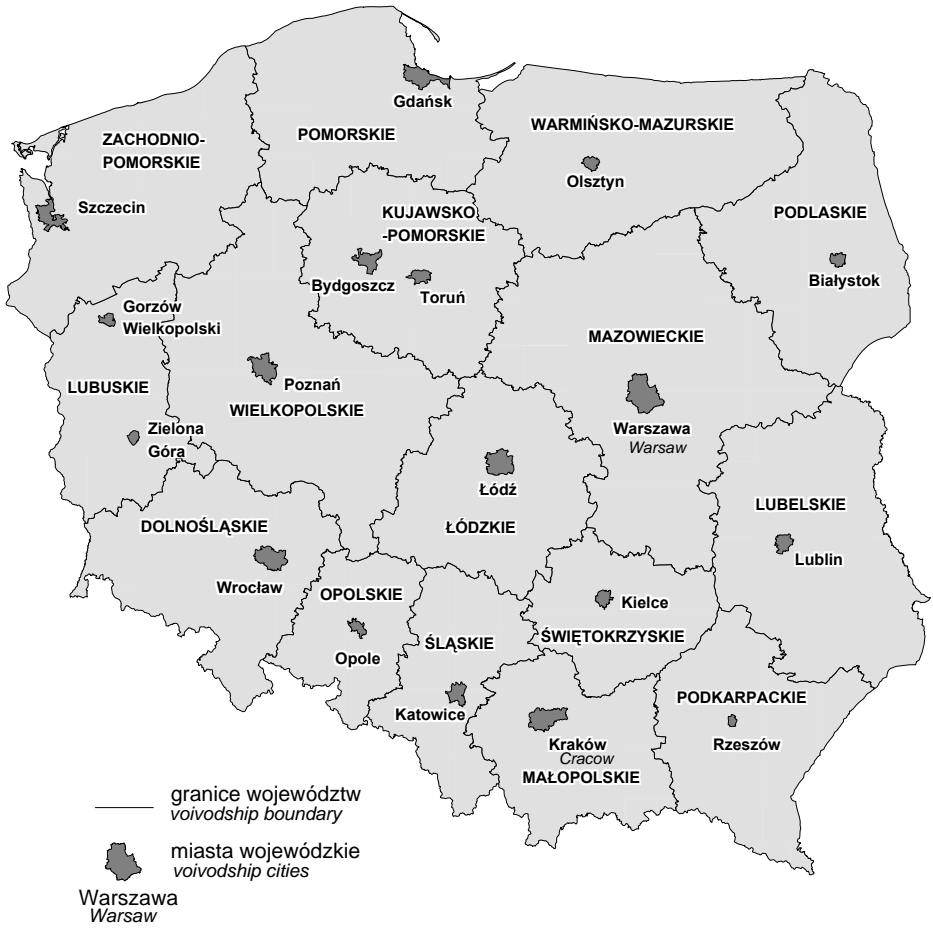 Gdańsk
POMORSKIE
ZACHODNIO-
POMORSKIE
Szczecin
WARMIŃSKO-MAZURSKIE
Olsztyn
PODLASKIE
Białystok
KUJAWSKO
-POMORSKIE
Bydgoszcz
Toruń
Gorzów
Wielkopolski
LUBUSKIE
Zielona
Góra
Poznań
WIELKOPOLSKIE
MAZOWIECKIE
Warszawa
Warsaw
Łódź
ŁÓDZKIE
LUBELSKIE
Lublin
DOLNOŚLĄSKIE
Wrocław
OPOLSKIE
Opole
ŚLĄSKIE
Katowice
Kielce
ŚWIĘTOKRZYSKIE
PODKARPACKIE
Rzeszów
Kraków
Cracow
MAŁOPOLSKIE
granice województw
voivodship boundary
miasta wojewódzkie
voivodship cities
Warszawa
Warsaw